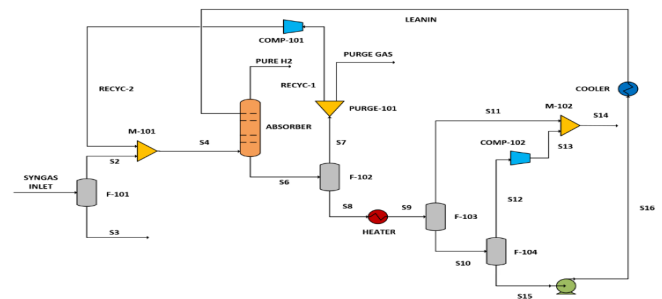 LEANIN
COMP-101
PURE H2
PURGE GAS
RECYC-1
RECYC-2
COOLER
PURGE-101
M-101
ABSORBER
S11
M-102
S14
S2
S4
S7
COMP-102
S13
SYNGAS
INLET
F-101
S6
F-102
S12
S16
S8
S9
F-103
S3
HEATER
S10
F-104
S15